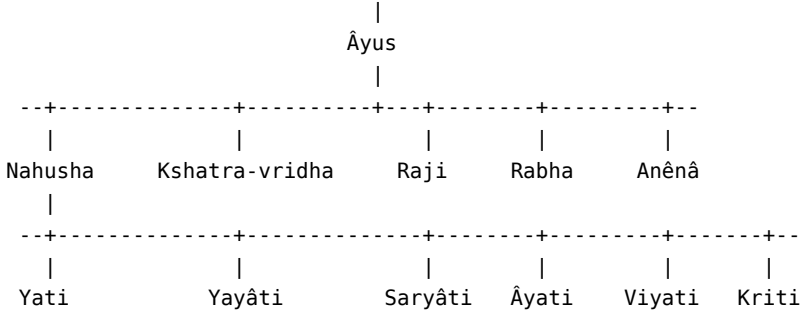 Âyus
Nahusha Kshatra-vridha Raji Rabha Anênâ
Yati Yayâti Saryâti Âyati Viyati Kriti